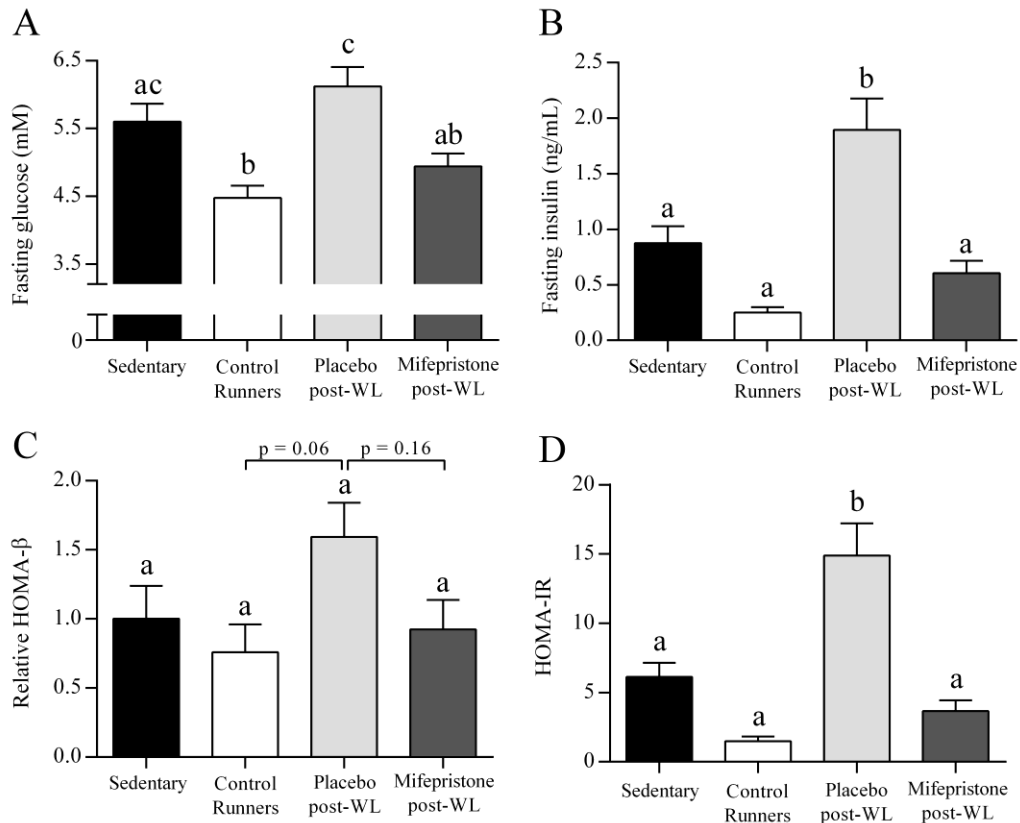 A
Fasting glucose (mM)
6.5
5.5
4.5
3.5
0
ac
b
c
ab
Sedentary
Control
Runners
Placebo
post-WL
Mifepristone
post-WL
B
Fasting insulin (ng/mL)
2.5
2.0
1.5
1.0
0.5
0.0
a
a
b
a
Sedentary
Control
Runners
Placebo
post-WL
Mifepristone
post-WL
C
p = 0.06
p = 0.16
Relative HOMA-β
2.0
1.5
1.0
0.5
0.0
a
a
a
a
Sedentary
Control
Runners
Placebo
post-WL
Mifepristone
post-WL
D
HOMA-IR
20
15
10
5
0
a
a
b
a
Sedentary
Control
Runners
Placebo
post-WL
Mifepristone
post-WL